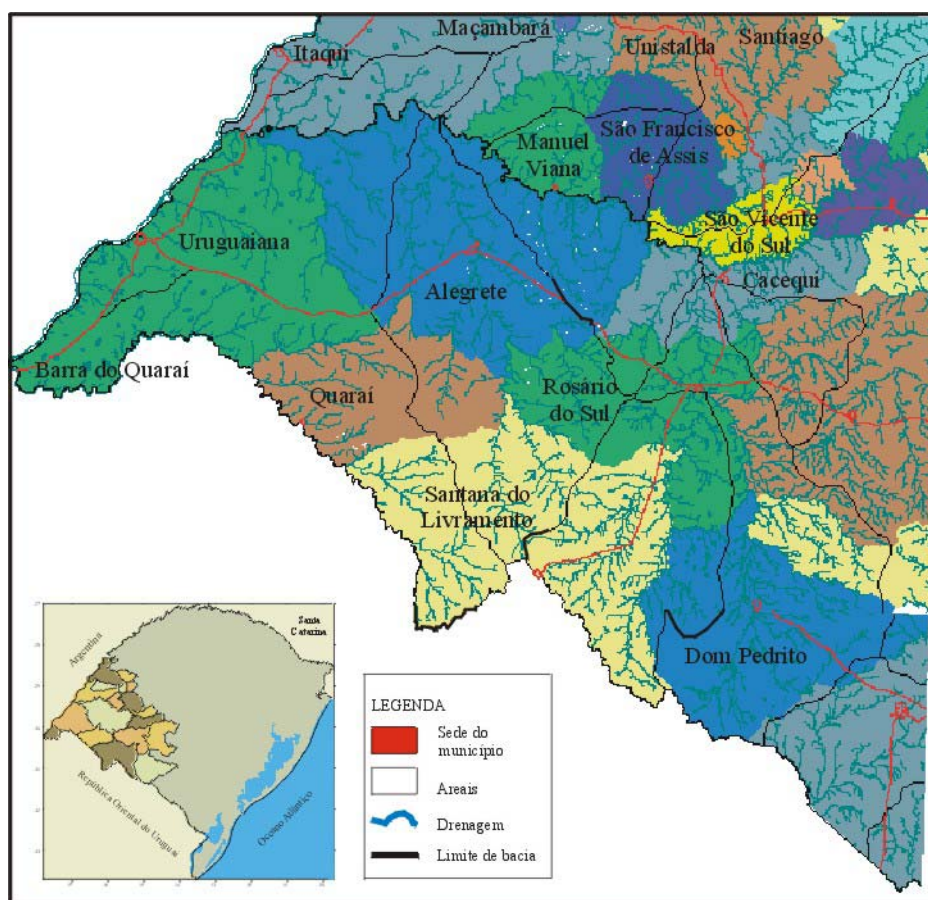 Maçambará
Itaqui
Unistalda
Santiago
Manuel
Viana
São Francisco
de Assis
São Vicente
do Sul
Uruguaiana
Cacequi
Alegrete
Barra do Quaraí
Quaraí
Rosário
do Sul
Santana do
Livramento
Dom Pedrito
Santa
Catarina
Argentina
República Oriental do Uruguai
Oceano Atlântico
LEGENDA
Sede do
município
Areais
Drenagem
Limite de bacia